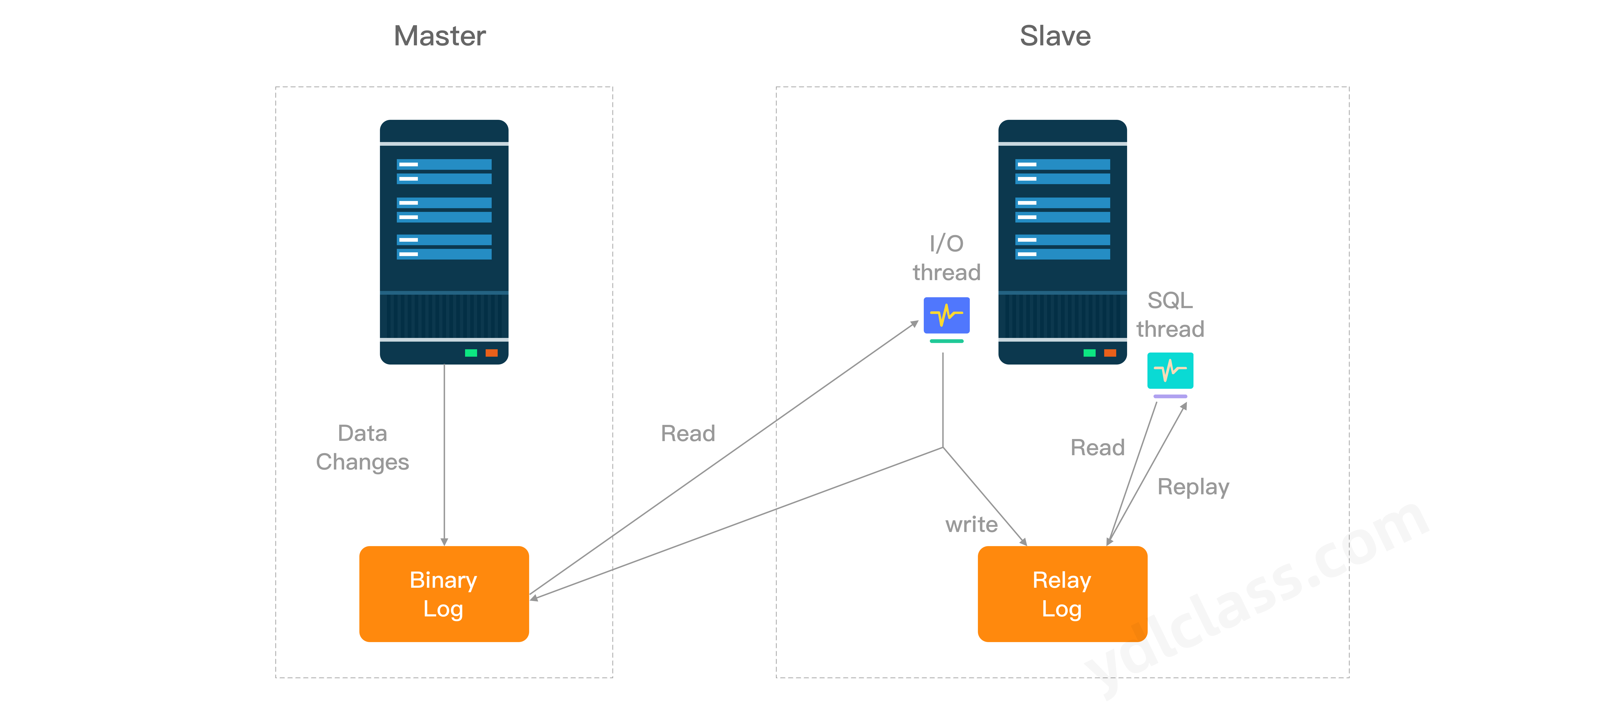 Master
Slave
I/O
thread
SQL
thread
Data
Changes
Read
Read
Replay
write
Binary
Log
Relay
Log
ydlclass.com